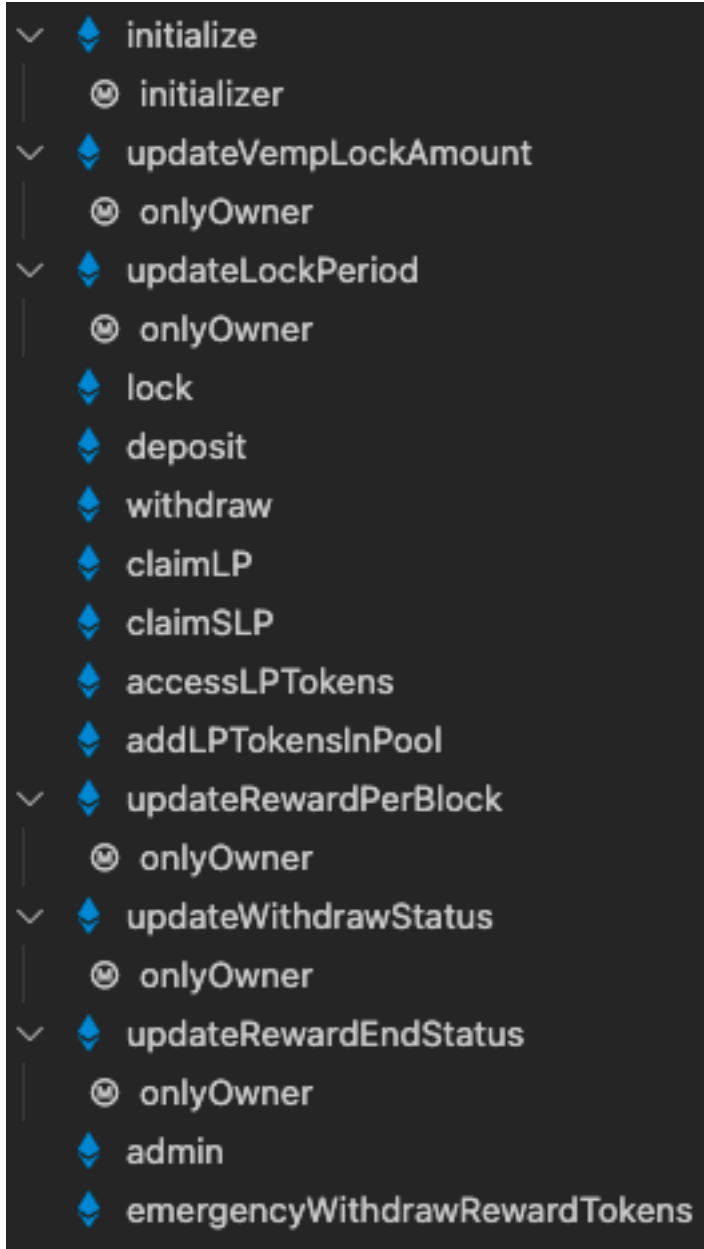 initialize
initializer
updateVempLockAmount
onlyOwner
updateLockPeriod
onlyOwner
lock
deposit
withdraw
claimLP
claimSLP
accessLPTokens
addLPTokensInPool
updateRewardPerBlock
onlyOwner
updateWithdrawStatus
onlyOwner
updateRewardEndStatus
onlyOwner
admin
emergencyWithdrawRewardTokens